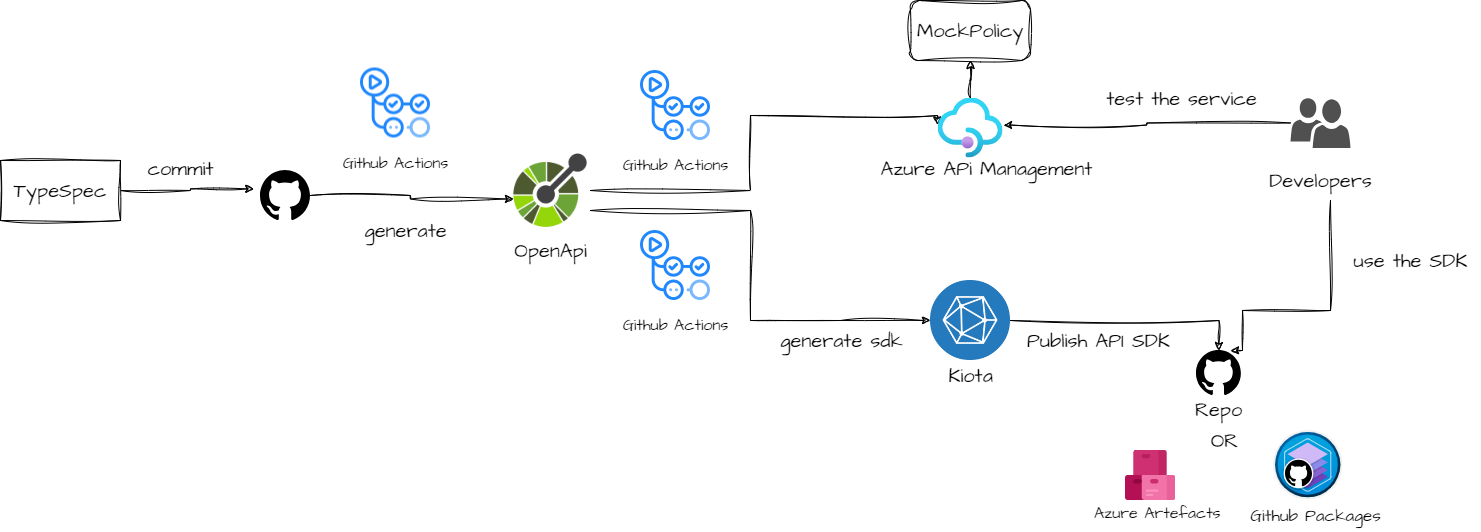 MockPolicy
test the service
Github Actions
Github Actions
commit
Azure APi Management
TypeSpec
Developers
generate
OpenApi
use the SDK
Github Actions
generate sdk
Publish API SDK
Kiota
Repo
OR
Azure Artefacts
Github Packages